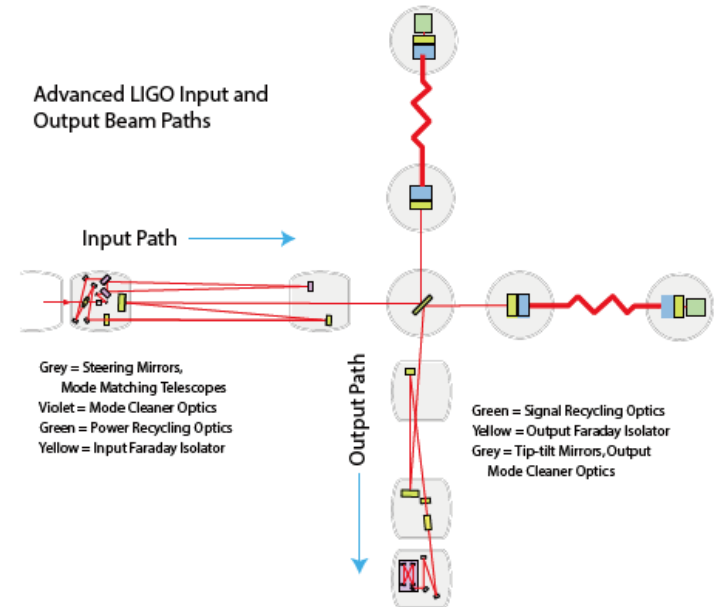 Advanced LIGO Input and
Output Beam Paths
Input Path
Grey = Steering Mirrors,
Mode Matching Telescopes
Violet = Mode Cleaner Optics
Green = Power Recycling Optics
Yellow = Input Faraday Isolator
Output Path
Green = Signal Recycling Optics
Yellow = Output Faraday Isolator
Grey = Tip-tilt Mirrors, Output
Mode Cleaner Optics